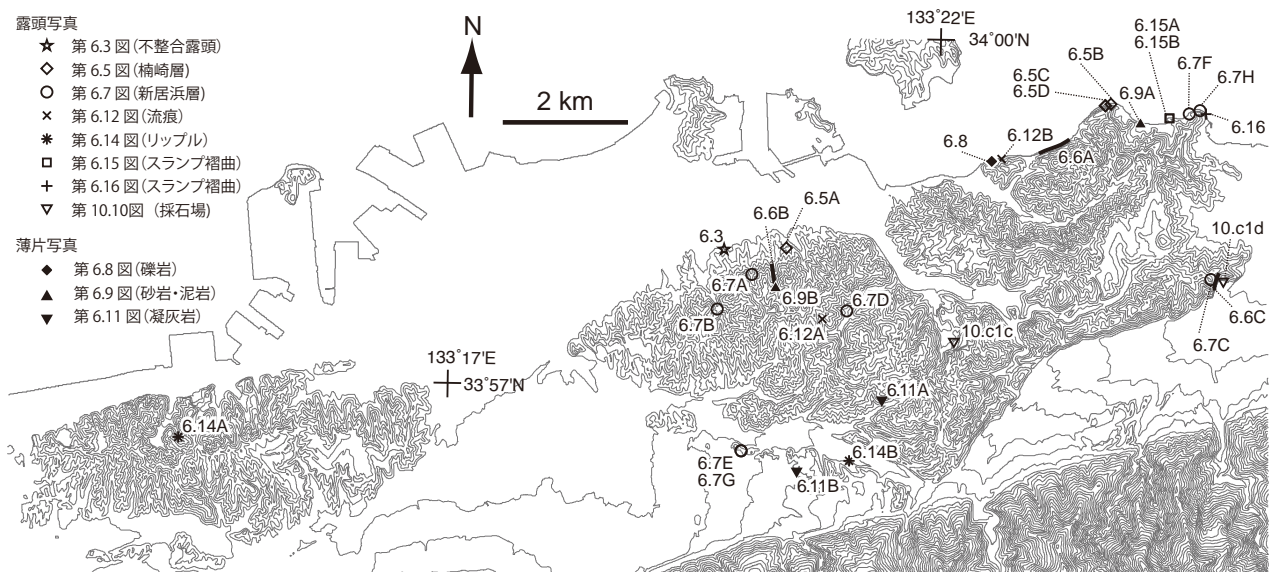 露頭写真
第 6.3 図(不整合露頭)
第 6.5 図(楠崎層)
第 6.7 図(新居浜層)
第 6.12 図(流痕)
第 6.14 図(リップル)
第 6.15 図(スランプ褶曲)
第 6.16 図(スランプ褶曲)
第 10.10図 (採石場)
薄片写真
第 6.8 図(礫岩)
第 6.9 図(砂岩・泥岩)
第 6.11 図(凝灰岩)
N
2 km
133˚22'E
34˚00'N
6.15A
6.15B
6.5B
6.7F
6.7H
6.5C
6.5D
6.9A
6.16
6.8
6.12B
6.6A
6.5A
6.6B
6.3
10.c1d
6.7A
6.9B
6.7D
6.7B
6.12A
6.6C
10.c1c
6.7C
133˚17'E
33˚57'N
6.11A
6.14A
6.14B
6.7E
6.7G
6.11B